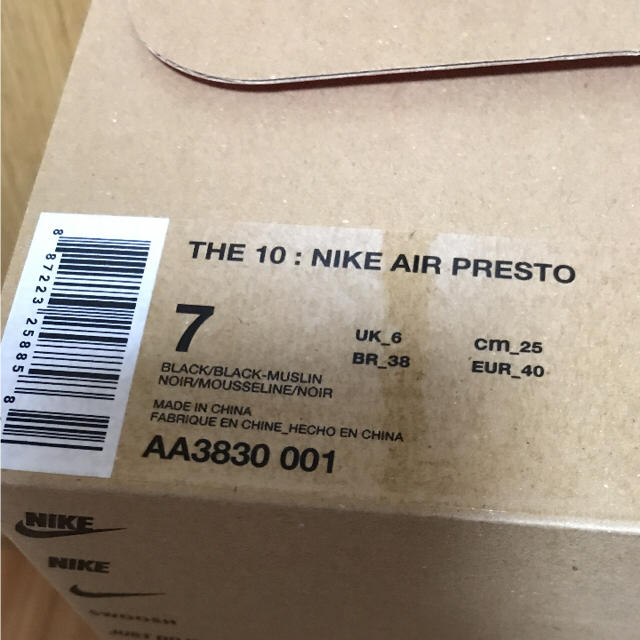 THE 10 : NIKE AIR PRESTO
7
UK_6
cm_25
BR_38
EUR_40
BLACK/BLACK-MUSLIN
NOIR/MOUSSELINE/NOIR
MADE IN CHINA
FABRIQUE EN CHINE_HECHO EN CHINA
AA3830 001
8 87223 25885 8
NIKE
NIKE
SWOOSH